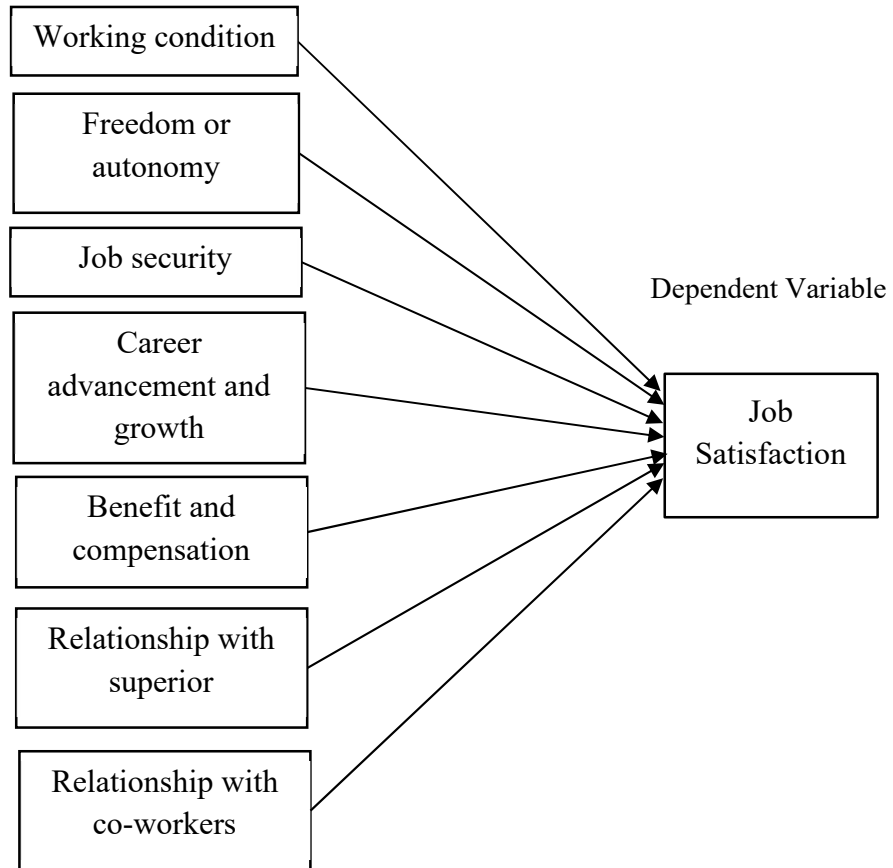 Working condition
Freedom or
autonomy
Job security
Career
advancement and
growth
Benefit and
compensation
Relationship with
superior
Relationship with
co-workers
Dependent Variable
Job
Satisfaction